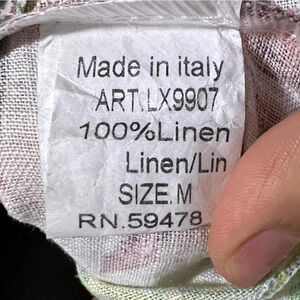 Made in italy
ART.LX9907
100%Linen
Linen/Lin
SIZE.M
RN.59478